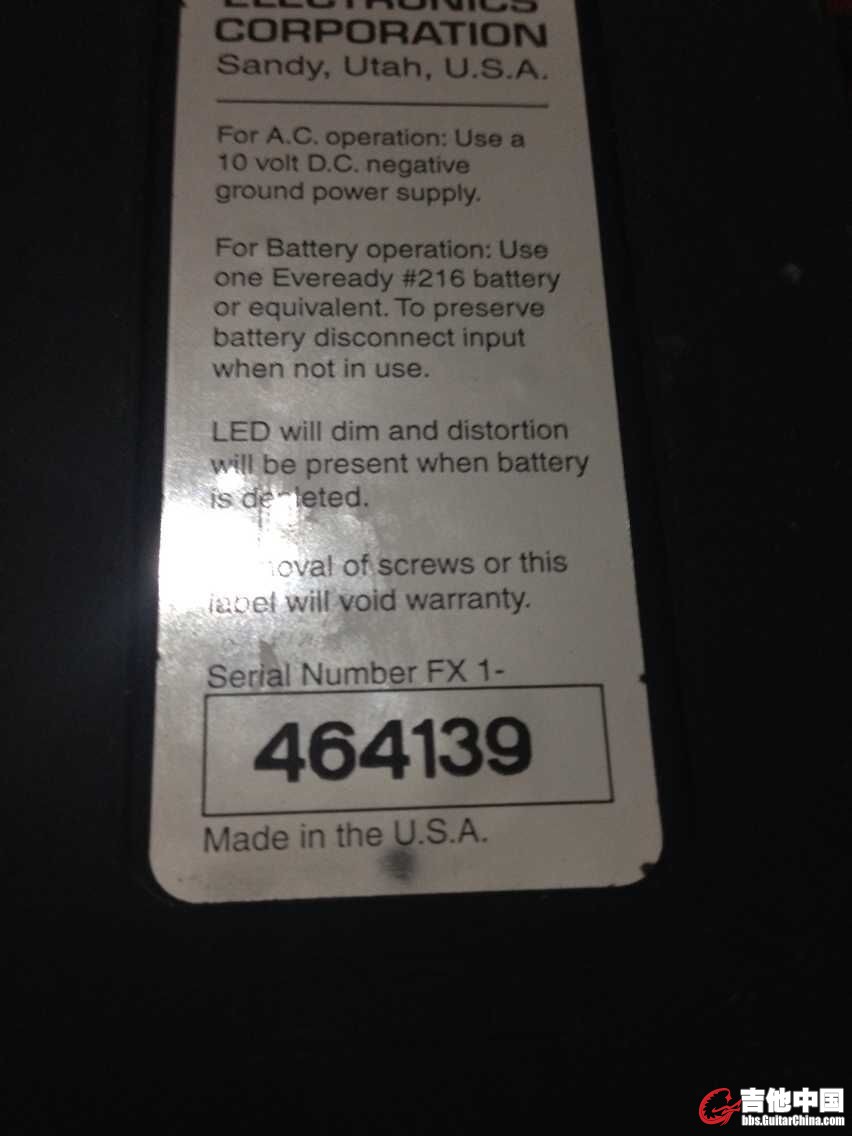 ELECTRONICS
CORPORATION
Sandy, Utah, U.S.A.
For A.C. operation: Use a
10 volt D.C. negative
ground power supply.
For Battery operation: Use
one Eveready #216 battery
or equivalent. To preserve
battery disconnect input
when not in use.
LED will dim and distortion
will be present when battery
is depleted.
Removal of screws or this
label will void warranty.
Serial Number FX 1-
464139
Made in the U.S.A.
吉他中国
bbs.GuitarChina.com